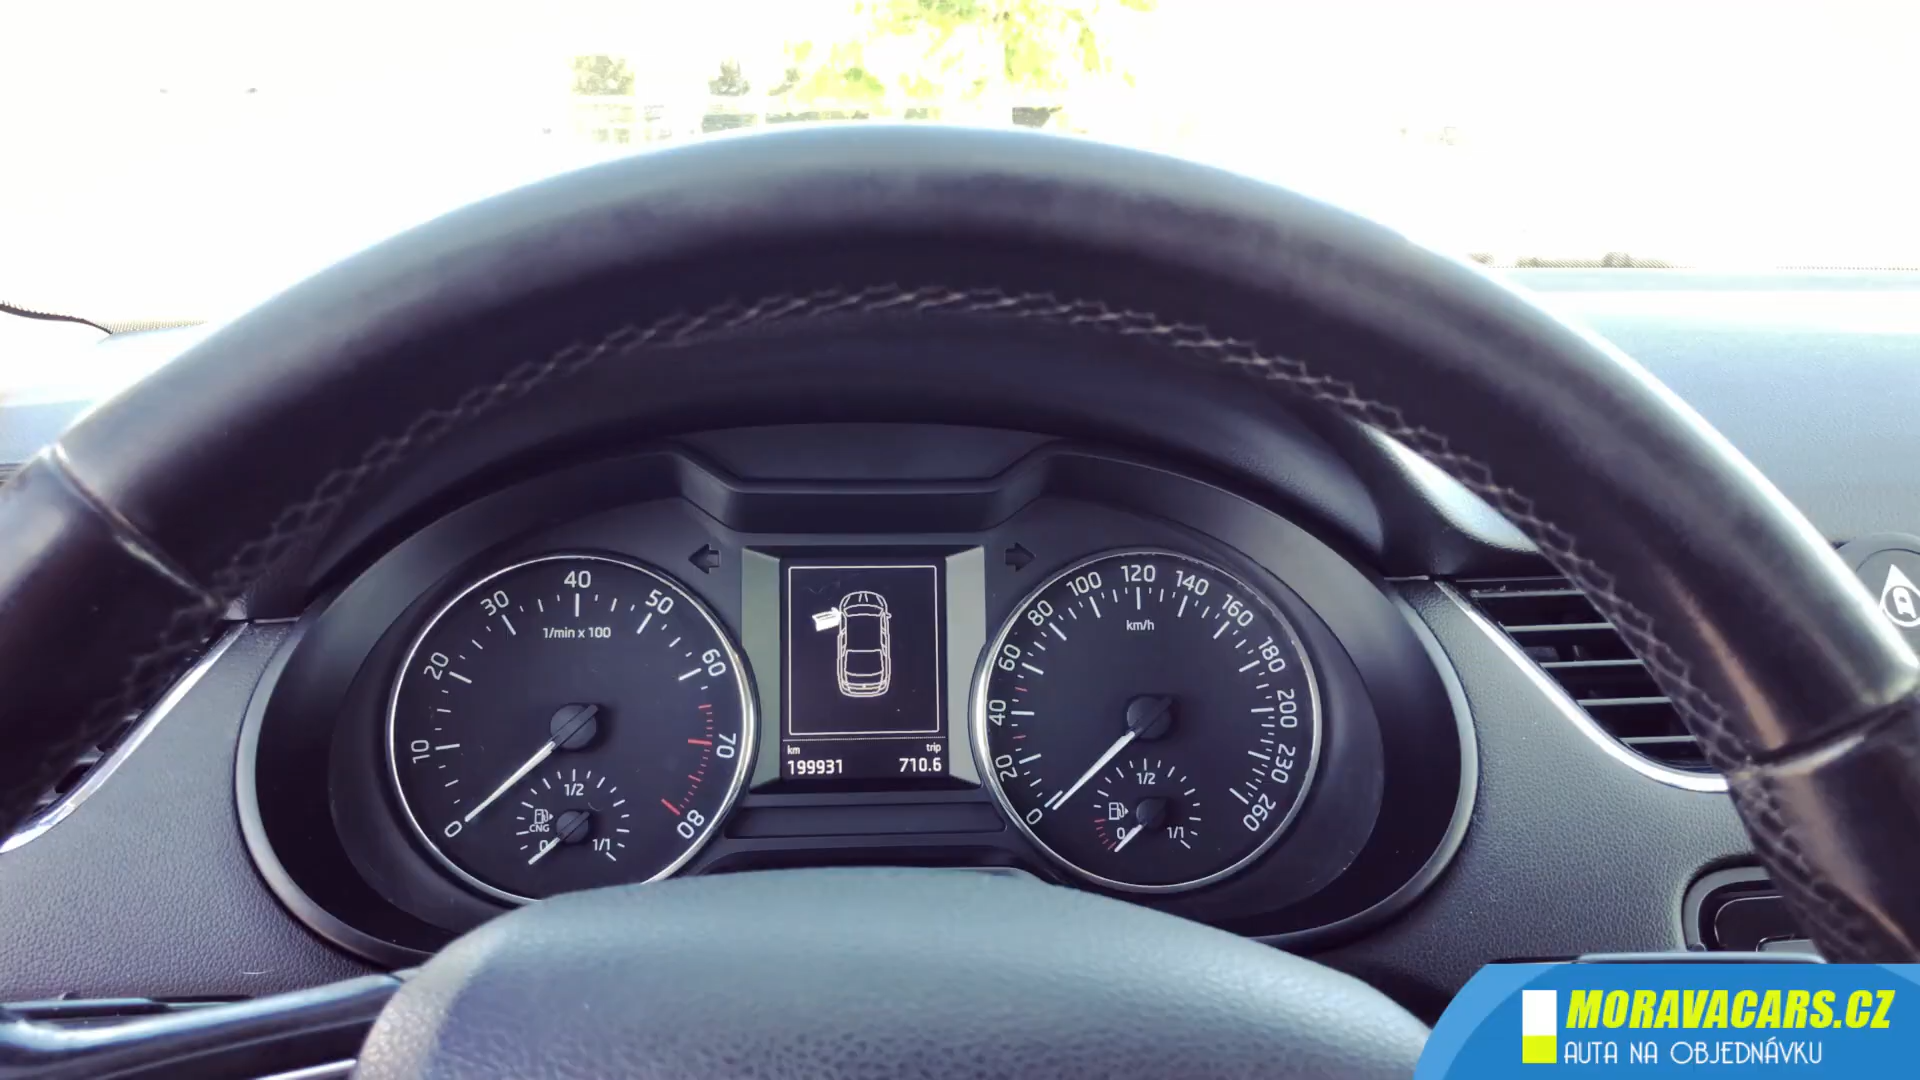 0 10 20 30 40 50 60 70 80
1/min x 100
CNG
0 1/2 1/1
km trip
199931 710.6
0 20 40 60 80 100 120 140 160 180 200 230 260
km/h
0 1/2 1/1
MORAVACARS.CZ
AUTA NA OBJEDNÁVKU